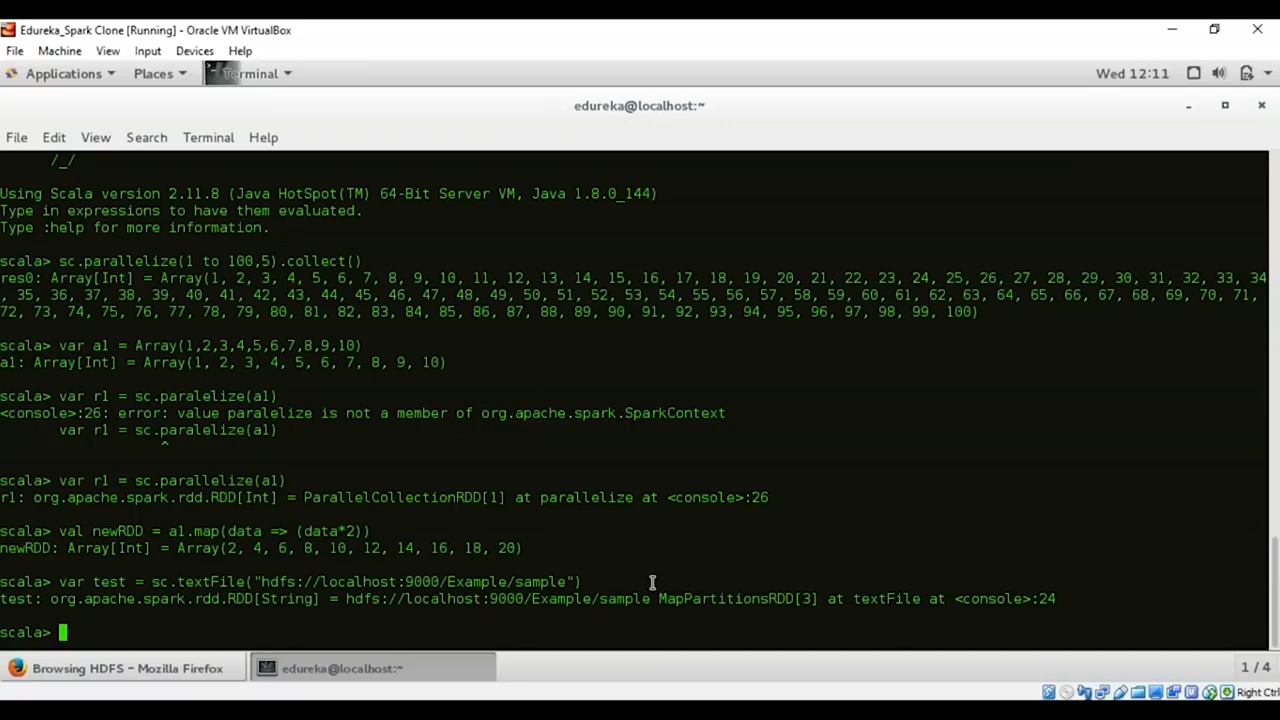 Edureka_Spark Clone [Running] - Oracle VM VirtualBox
File Machine View Input Devices Help
Applications Places Terminal Wed 12:11
edureka@localhost:~
File Edit View Search Terminal Help
/_/
Using Scala version 2.11.8 (Java HotSpot(TM) 64-Bit Server VM, Java 1.8.0_144)
Type in expressions to have them evaluated.
Type :help for more information.
scala> sc.parallelize(1 to 100,5).collect()
res0: Array[Int] = Array(1, 2, 3, 4, 5, 6, 7, 8, 9, 10, 11, 12, 13, 14, 15, 16, 17, 18, 19, 20, 21, 22, 23, 24, 25, 26, 27, 28, 29, 30, 31, 32, 33, 34
, 35, 36, 37, 38, 39, 40, 41, 42, 43, 44, 45, 46, 47, 48, 49, 50, 51, 52, 53, 54, 55, 56, 57, 58, 59, 60, 61, 62, 63, 64, 65, 66, 67, 68, 69, 70, 71,
72, 73, 74, 75, 76, 77, 78, 79, 80, 81, 82, 83, 84, 85, 86, 87, 88, 89, 90, 91, 92, 93, 94, 95, 96, 97, 98, 99, 100)
scala> var a1 = Array(1,2,3,4,5,6,7,8,9,10)
a1: Array[Int] = Array(1, 2, 3, 4, 5, 6, 7, 8, 9, 10)
scala> var r1 = sc.paralelize(a1)
<console>:26: error: value paralelize is not a member of org.apache.spark.SparkContext
var r1 = sc.paralelize(a1)
^
scala> var r1 = sc.parallelize(a1)
r1: org.apache.spark.rdd.RDD[Int] = ParallelCollectionRDD[1] at parallelize at <console>:26
scala> val newRDD = a1.map(data => (data*2))
newRDD: Array[Int] = Array(2, 4, 6, 8, 10, 12, 14, 16, 18, 20)
scala> var test = sc.textFile("hdfs://localhost:9000/Example/sample")
test: org.apache.spark.rdd.RDD[String] = hdfs://localhost:9000/Example/sample MapPartitionsRDD[3] at textFile at <console>:24
scala>
Browsing HDFS - Mozilla Firefox edureka@localhost:~ 1 / 4
Right Ctrl